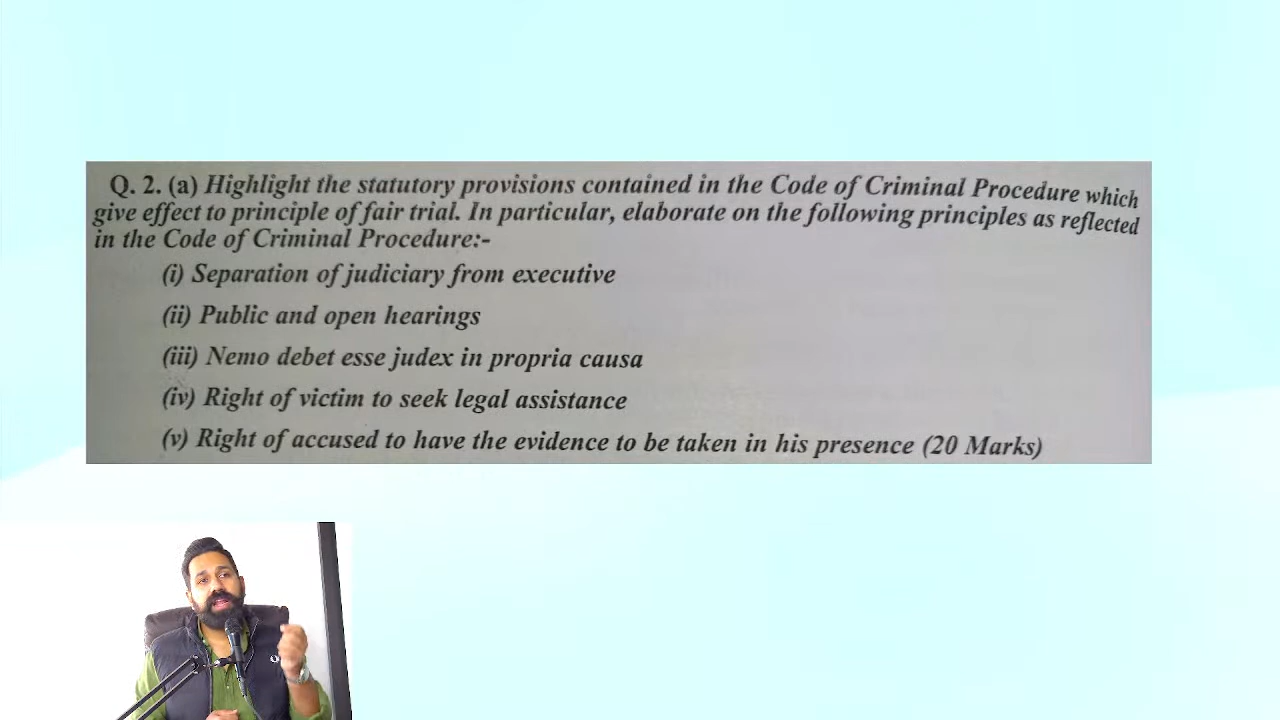 Q. 2. (a) Highlight the statutory provisions contained in the Code of Criminal Procedure which
give effect to principle of fair trial. In particular, elaborate on the following principles as reflected
in the Code of Criminal Procedure:-
(i) Separation of judiciary from executive
(ii) Public and open hearings
(iii) Nemo debet esse judex in propria causa
(iv) Right of victim to seek legal assistance
(v) Right of accused to have the evidence to be taken in his presence (20 Marks)